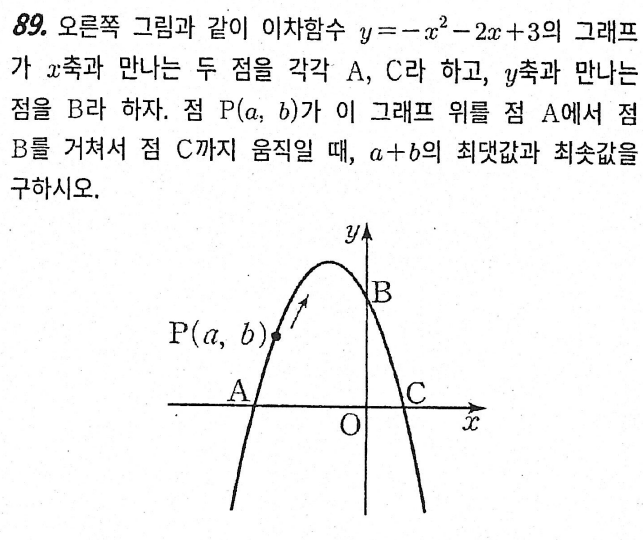 89. 오른쪽 그림과 같이 이차함수 y=-x²-2x+3의 그래프
가 x축과 만나는 두 점을 각각 A, C라 하고, y축과 만나는
점을 B라 하자. 점 P(a, b)가 이 그래프 위를 점 A에서 점
B를 거쳐서 점 C까지 움직일 때, a+b의 최댓값과 최솟값을
구하시오.
y
B
P(a, b)
A
C
O
x